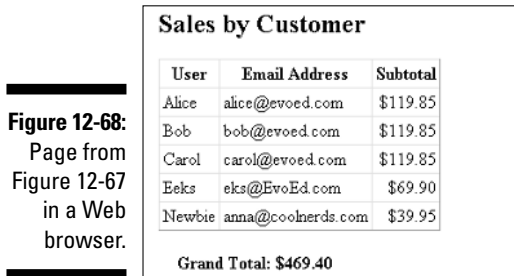 Figure 12-68:
Page from
Figure 12-67
in a Web
browser.
Sales by Customer
User Email Address Subtotal
Alice alice@evoed.com $119.85
Bob bob@evoed.com $119.85
Carol carol@evoed.com $119.85
Eeks eks@EvoEd.com $69.90
Newbie anna@coolnerds.com $39.95
Grand Total: $469.40